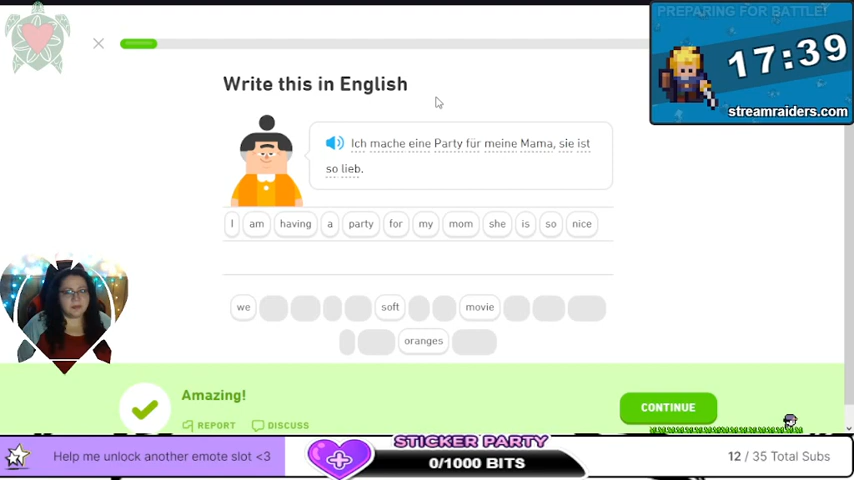 PREPARING FOR BATTLE!
17:39
streamraiders.com
Write this in English
Ich mache eine Party für meine Mama, sie ist
so lieb.
I am having a party for my mom she is so nice
we soft movie
oranges
Amazing!
REPORT DISCUSS
CONTINUE
Help me unlock another emote slot <3
STICKER PARTY
0/1000 BITS
12 / 35 Total Subs